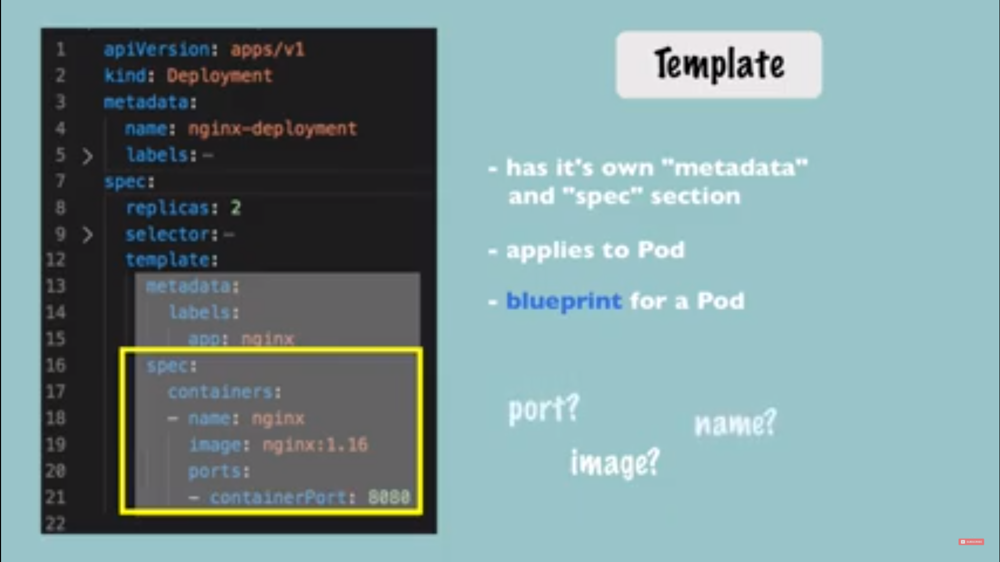 1 apiVersion: apps/v1
2 kind: Deployment
3 metadata:
4 name: nginx-deployment
5 labels:
7 spec:
8 replicas: 2
9 selector:
12 template:
13 metadata:
14 labels:
15 app: nginx
16 spec:
17 containers:
18 - name: nginx
19 image: nginx:1.16
20 ports:
21 - containerPort: 8080
22
Template
- has it's own "metadata"
and "spec" section
- applies to Pod
- blueprint for a Pod
port?
name?
image?
SUBSCRIBE